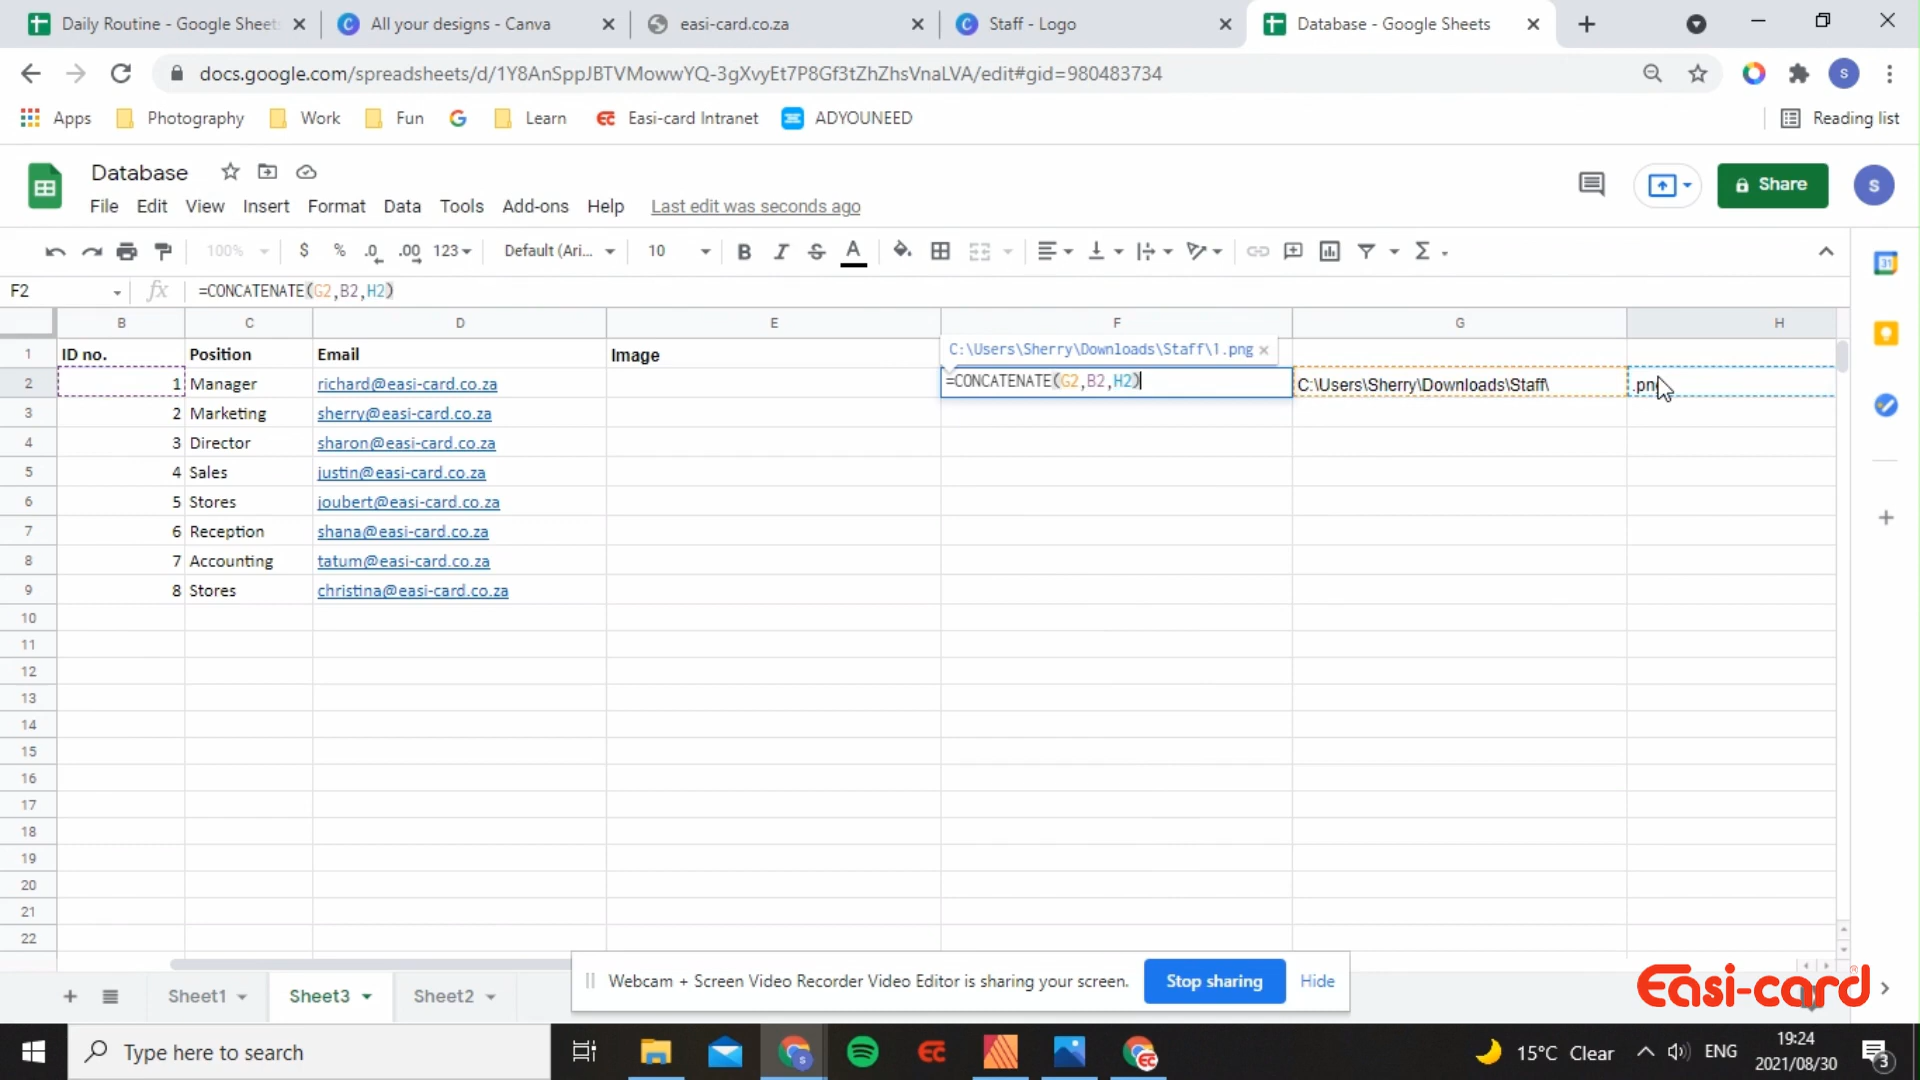 Daily Routine - Google Sheets
All your designs - Canva
easi-card.co.za
Staff - Logo
Database - Google Sheets
docs.google.com/spreadsheets/d/1Y8AnSppJBTVMowwYQ-3gXvyEt7P8Gf3tZhZhsVnaLVA/edit#gid=980483734
S
Apps
Photography
Work
Fun
Learn
Easi-card Intranet
ADYOUNEED
Reading list
Database
Share
S
File Edit View Insert Format Data Tools Add-ons Help Last edit was seconds ago
100% $ % .0 .00 123 Default (Ari... 10 B I S A
F2 fx =CONCATENATE(G2,B2,H2)
B C D E F G H
1 ID no. Position Email Image C:\Users\Sherry\Downloads\Staff\1.png
2 1 Manager richard@easi-card.co.za =CONCATENATE(G2,B2,H2) C:\Users\Sherry\Downloads\Staff\
3 2 Marketing sherry@easi-card.co.za
4 3 Director sharon@easi-card.co.za
5 4 Sales justin@easi-card.co.za
6 5 Stores joubert@easi-card.co.za
7 6 Reception shana@easi-card.co.za
8 7 Accounting tatum@easi-card.co.za
9 8 Stores christina@easi-card.co.za
10
11
12
13
14
15
16
17
18
19
20
21
22
Webcam + Screen Video Recorder Video Editor is sharing your screen. Stop sharing Hide
Sheet1 Sheet3 Sheet2
Easi-card®
Type here to search
15°C Clear
ENG
19:24
2021/08/30
3